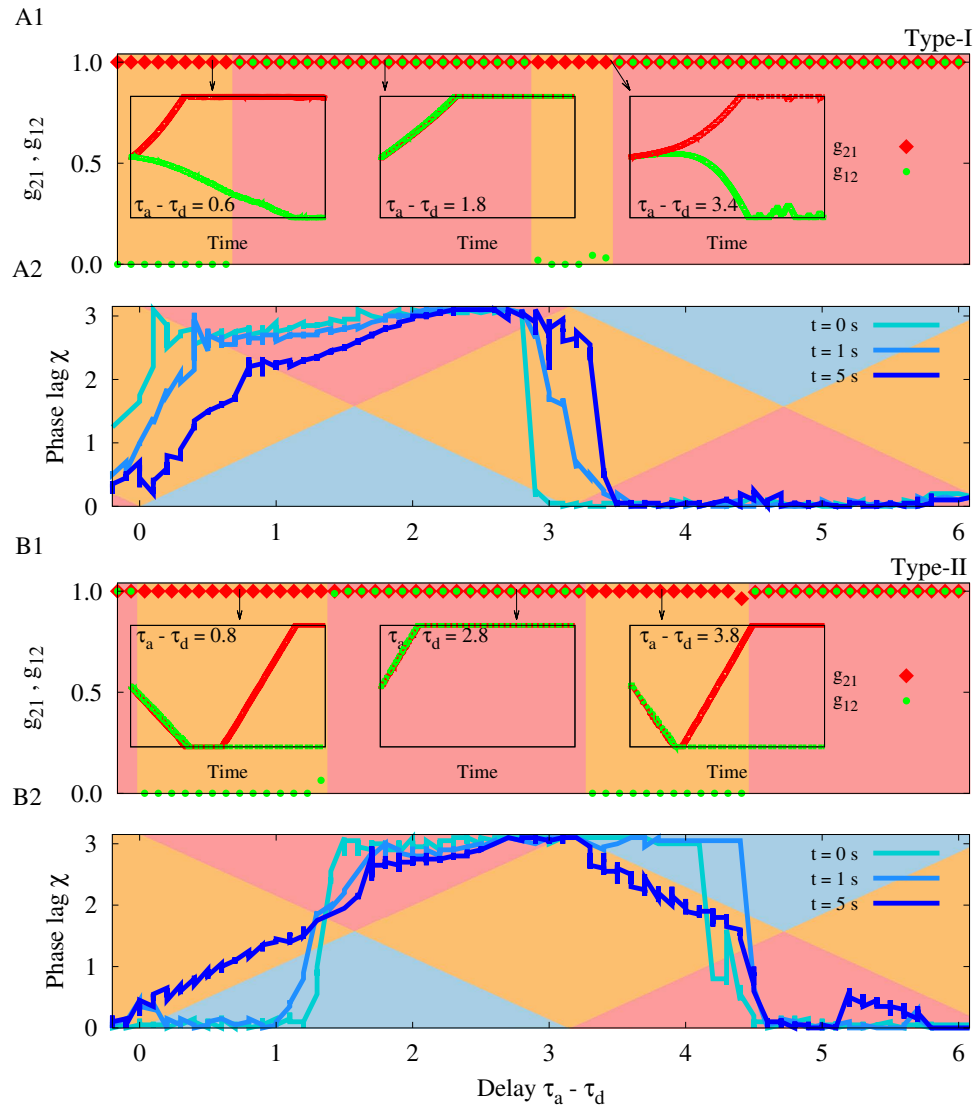 A1
Type-I
1.0
0.5
0.0
g21 , g12
τa - τd = 0.6
τa - τd = 1.8
τa - τd = 3.4
g21
g12
Time
Time
Time
A2
3
2
1
0
Phase lag χ
t = 0 s
t = 1 s
t = 5 s
0 1 2 3 4 5 6
B1
Type-II
1.0
0.5
0.0
g21 , g12
τa - τd = 0.8
τa - τd = 2.8
τa - τd = 3.8
g21
g12
Time
Time
Time
B2
3
2
1
0
Phase lag χ
t = 0 s
t = 1 s
t = 5 s
0 1 2 3 4 5 6
Delay τa - τd